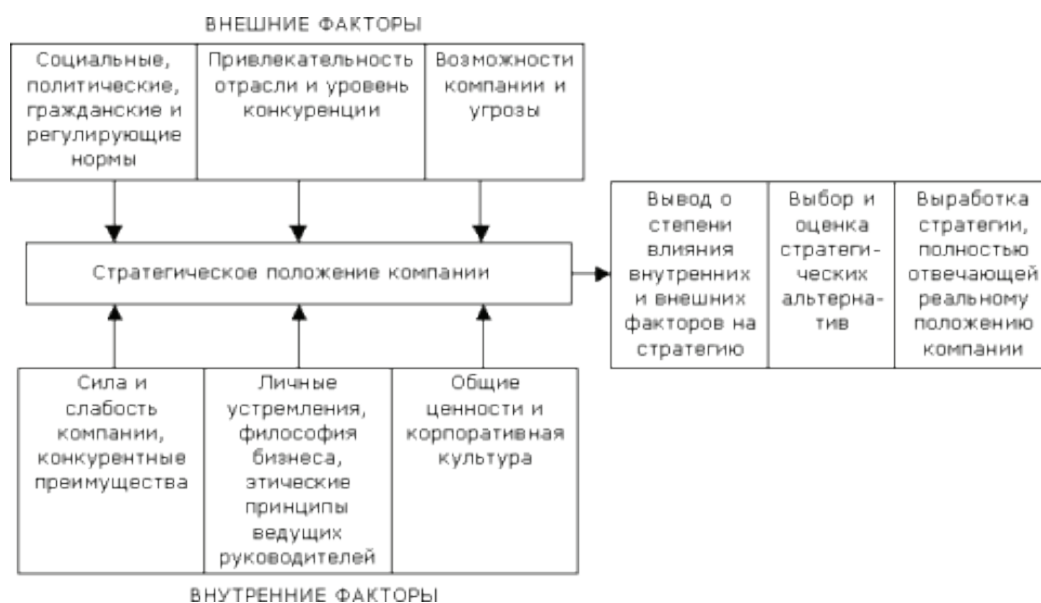 ВНЕШНИЕ ФАКТОРЫ
Социальные,
политические,
гражданские и
регулирующие
нормы
Привлекательность
отрасли и уровень
конкуренции
Возможности
компании и
угрозы
Стратегическое положение компании
Вывод о
степени
влияния
внутренних
и внешних
факторов на
стратегию
Выбор и
оценка
стратеги-
ческих
альтерна-
тив
Выработка
стратегии,
полностью
отвечающей
реальному
положению
компании
Сила и
слабость
компании,
конкурентные
преимущества
Личные
устремления,
философия
бизнеса,
этические
принципы
ведущих
руководителей
Общие
ценности и
корпоративная
культура
ВНУТРЕННИЕ ФАКТОРЫ